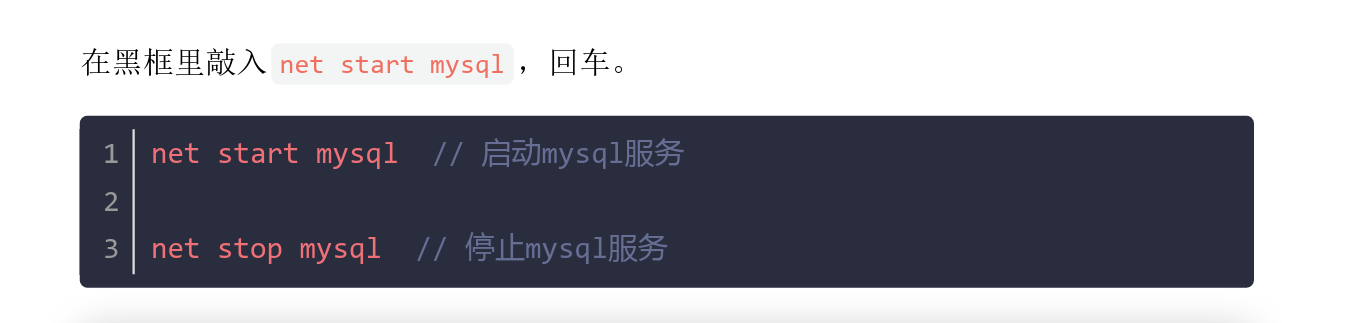 在黑框里敲入 net start mysql ，回车。
1 net start mysql  // 启动mysql服务
2
3 net stop mysql  // 停止mysql服务